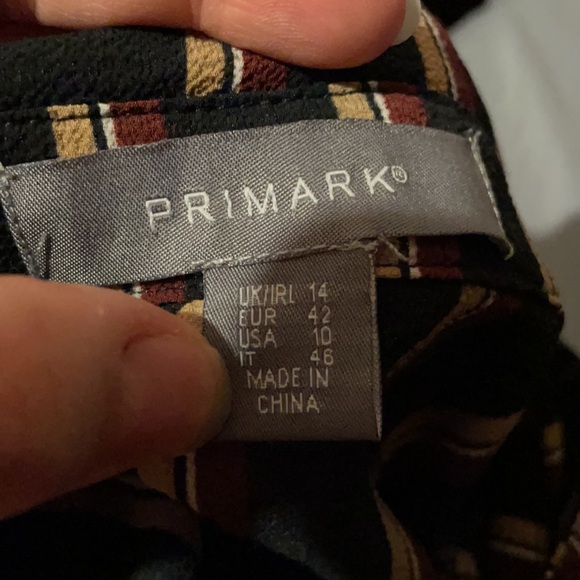 PRIMARK®
UK/IRL 14
EUR 42
USA 10
IT 46
MADE IN
CHINA